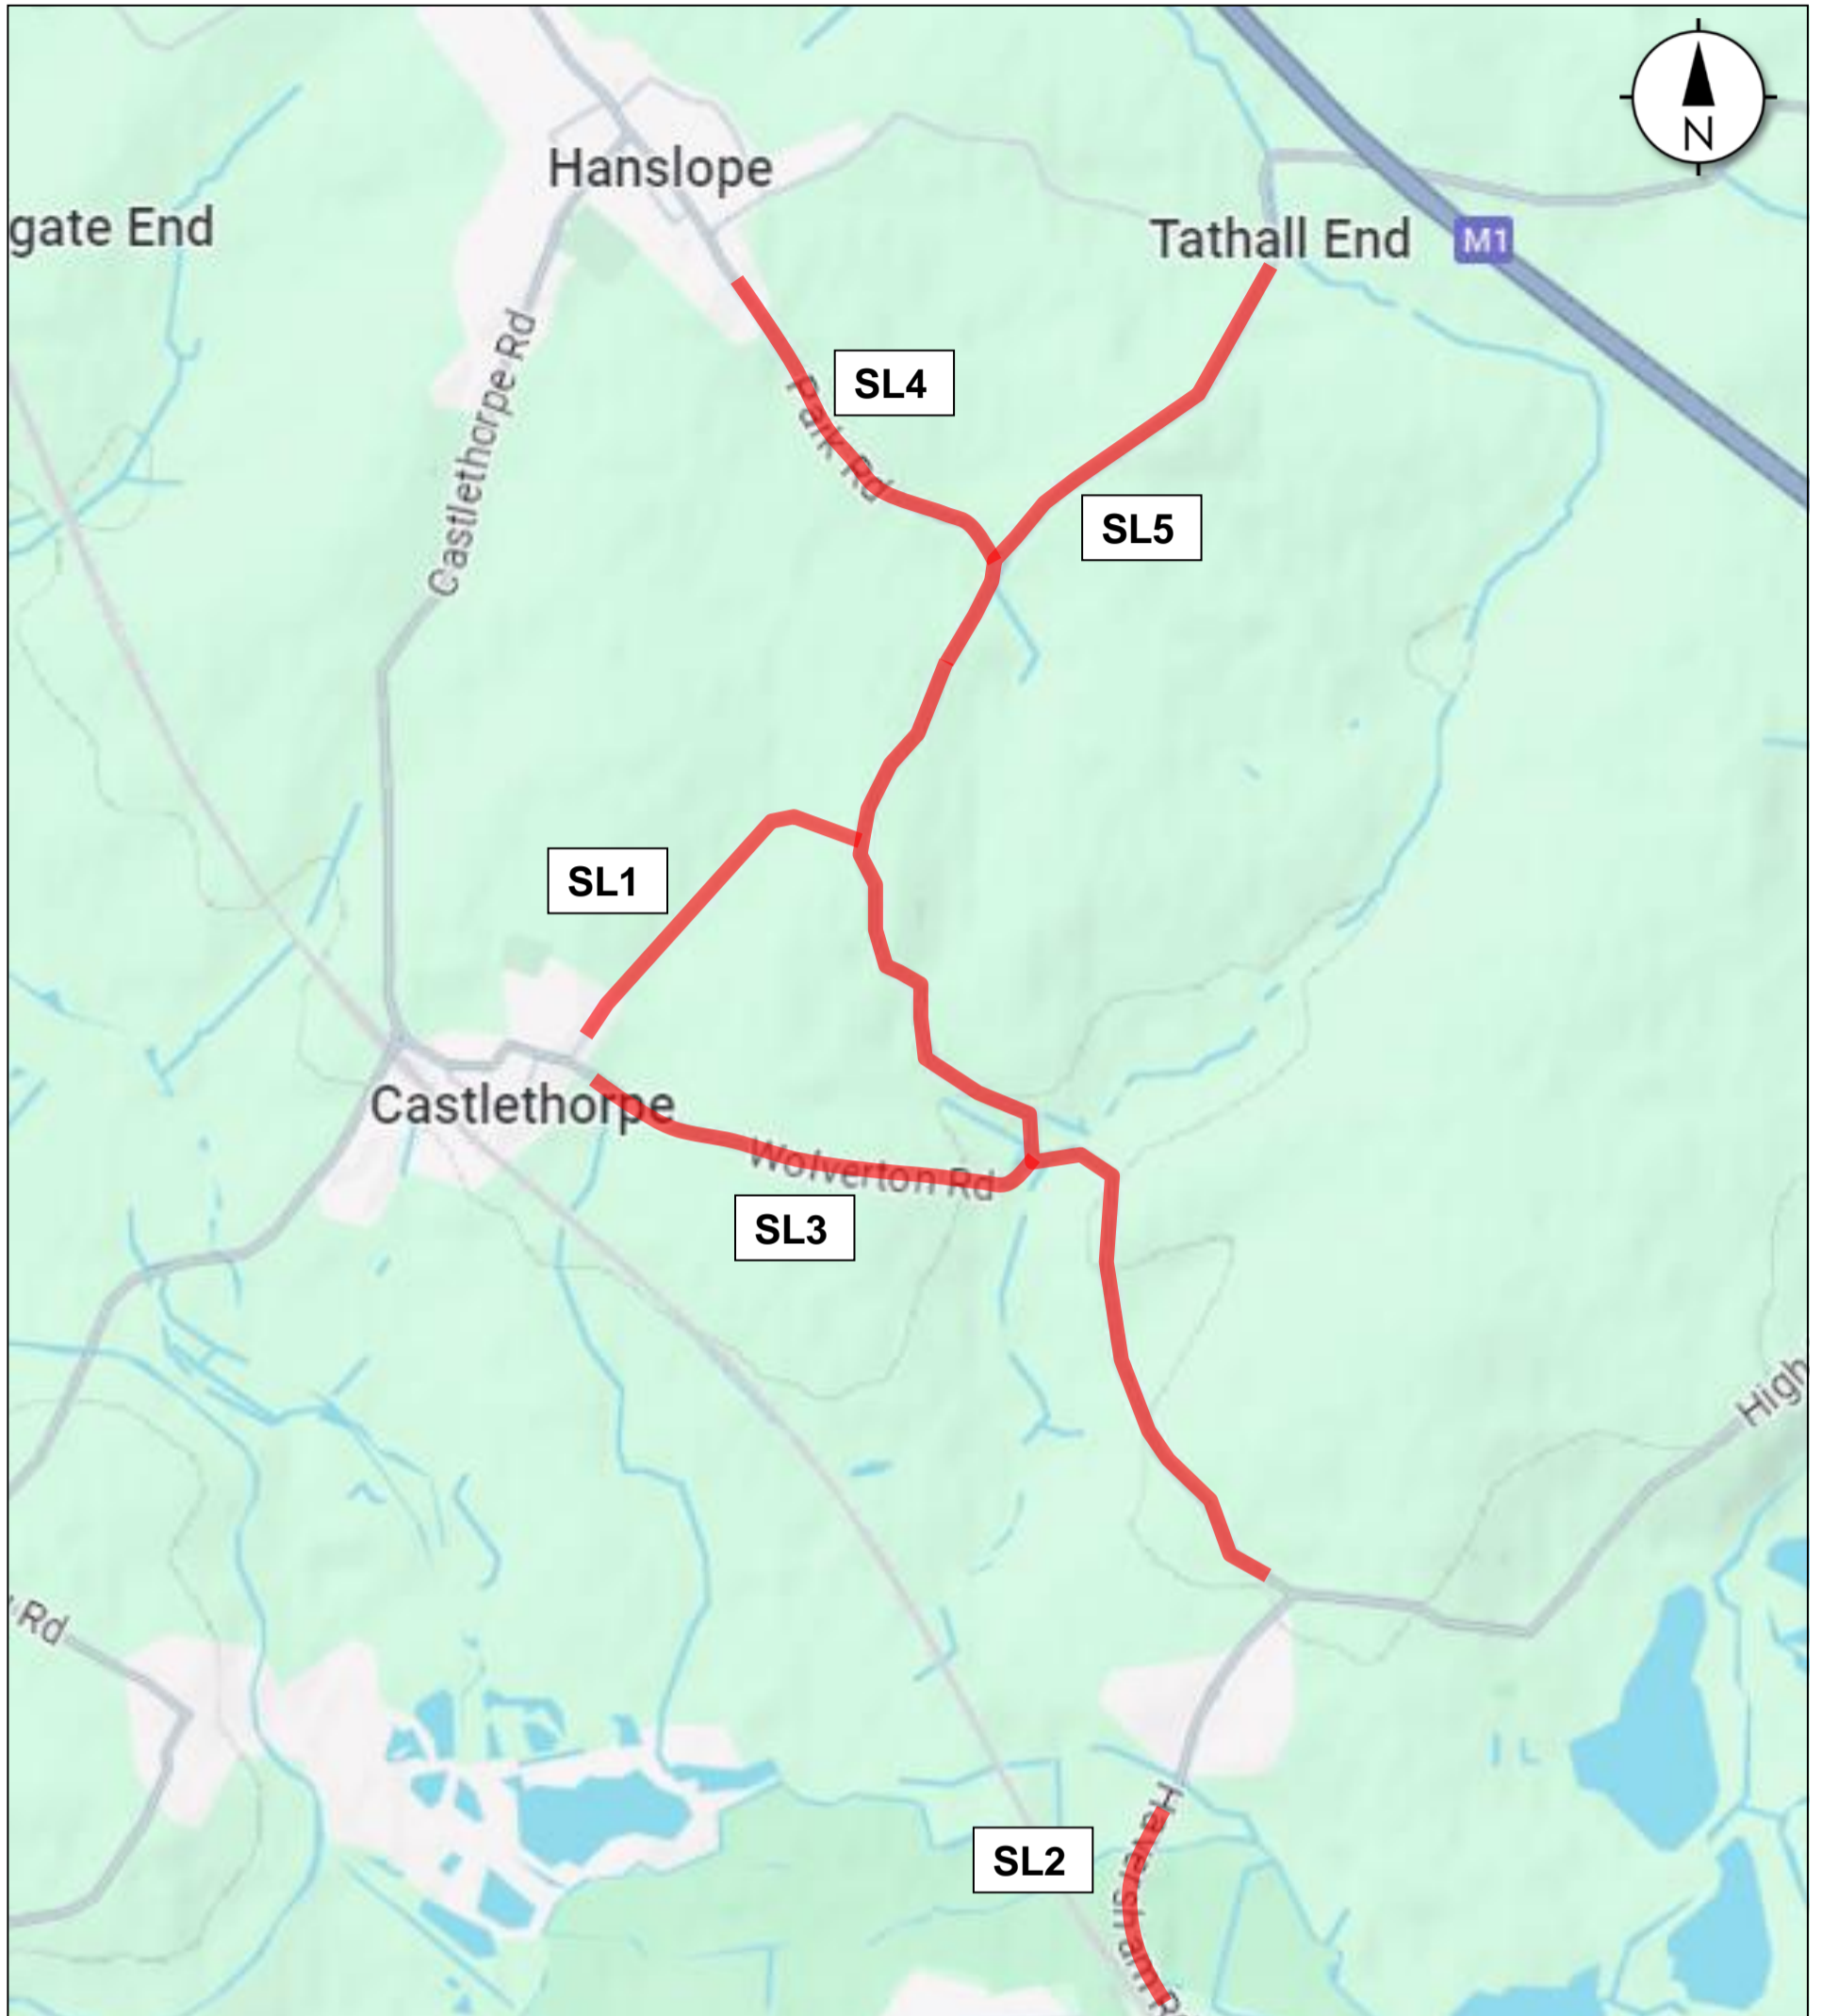 N
Hanslope
gate End
Tathall End
M1
Castlethorpe Rd
SL4
Park Rd
SL5
SL1
Castlethorpe
Wolverton Rd
SL3
High
Rd
SL2
Haversham R